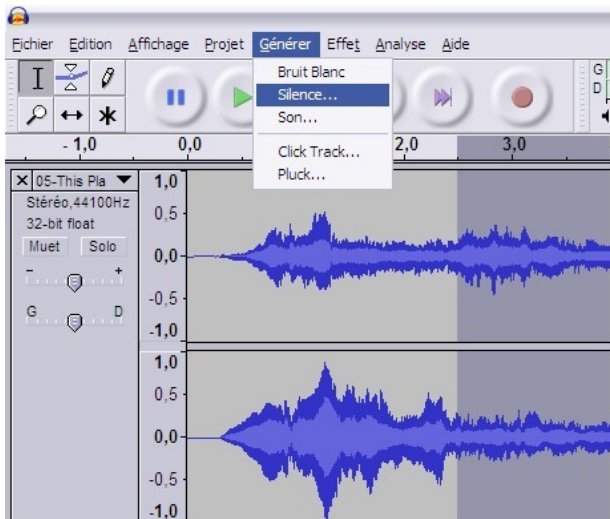 Fichier Edition Affichage Projet Générer Effet Analyse Aide
Bruit Blanc
Silence...
Son...
Click Track...
Pluck...
G
D
- 1,0 0,0 2,0 3,0
05-This Pla
Stéréo,44100Hz
32-bit float
Muet Solo
- +
G D
1,0
0,5
0,0
-0,5
-1,0
1,0
0,5
0,0
-0,5
-1,0